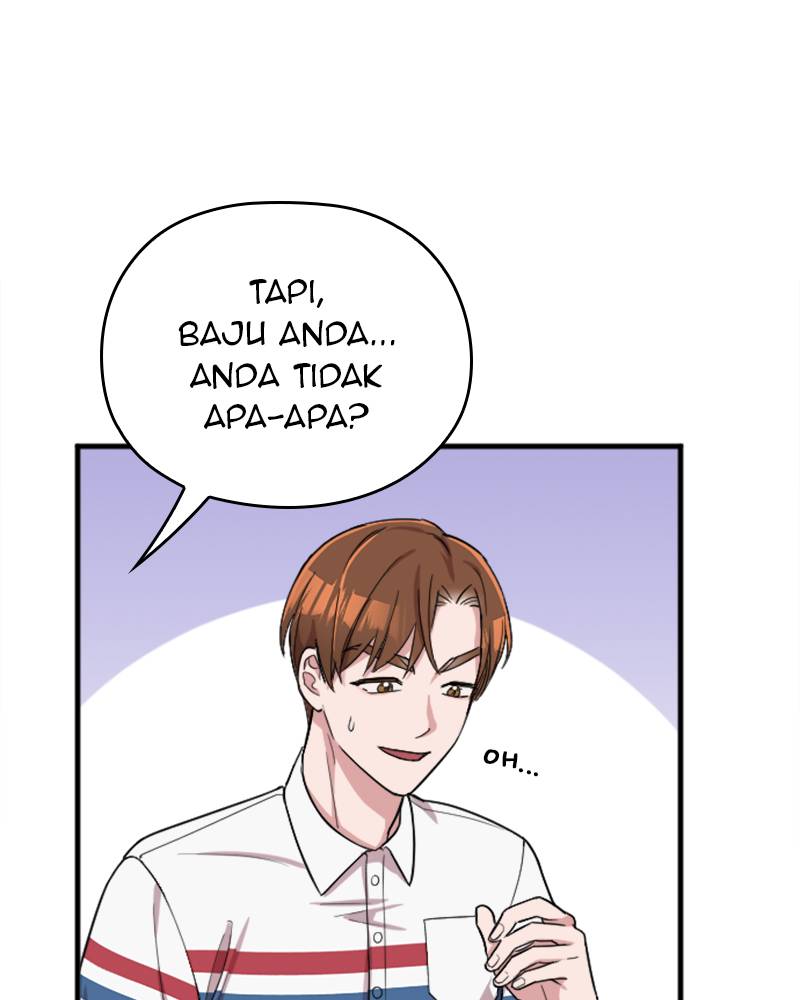 TAPI,
BAJU ANDA...
ANDA TIDAK
APA-APA?
OH...